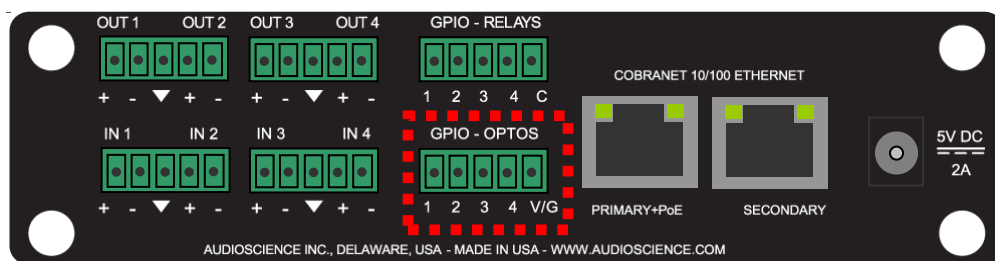 OUT 1 OUT 2 OUT 3 OUT 4 GPIO - RELAYS
COBRANET 10/100 ETHERNET
+ - ▼ + - + - ▼ + - 1 2 3 4 C
IN 1 IN 2 IN 3 IN 4 GPIO - OPTOS
5V DC
2A
+ - ▼ + - + - ▼ + - 1 2 3 4 V/G
PRIMARY+PoE SECONDARY
AUDIOSCIENCE INC., DELAWARE, USA - MADE IN USA - WWW.AUDIOSCIENCE.COM